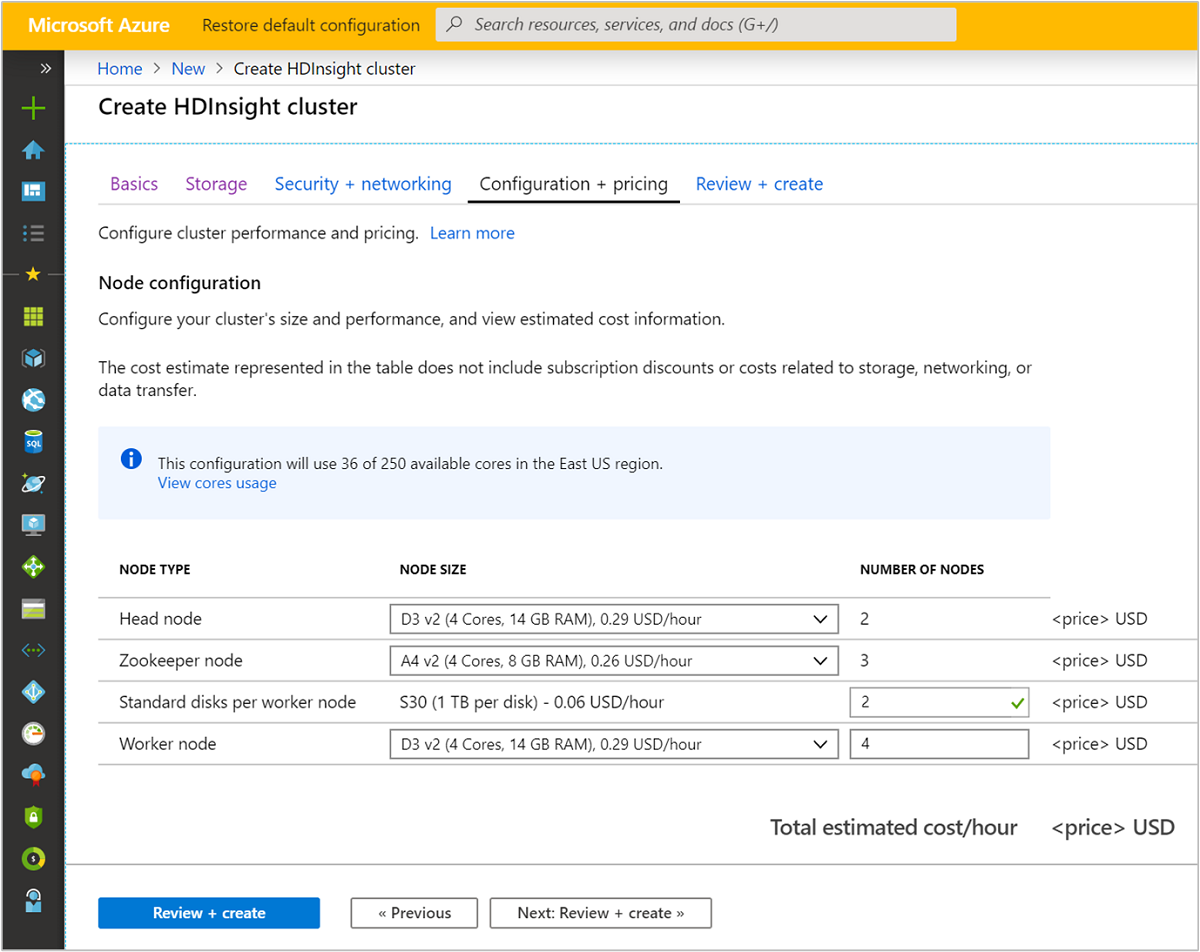 Microsoft Azure Restore default configuration Search resources, services, and docs (G+/)
Home > New > Create HDInsight cluster
Create HDInsight cluster
Basics Storage Security + networking Configuration + pricing Review + create
Configure cluster performance and pricing. Learn more
Node configuration
Configure your cluster's size and performance, and view estimated cost information.
The cost estimate represented in the table does not include subscription discounts or costs related to storage, networking, or
data transfer.
This configuration will use 36 of 250 available cores in the East US region.
View cores usage
NODE TYPE NODE SIZE NUMBER OF NODES
Head node D3 v2 (4 Cores, 14 GB RAM), 0.29 USD/hour 2 <price> USD
Zookeeper node A4 v2 (4 Cores, 8 GB RAM), 0.26 USD/hour 3 <price> USD
Standard disks per worker node S30 (1 TB per disk) - 0.06 USD/hour 2 <price> USD
Worker node D3 v2 (4 Cores, 14 GB RAM), 0.29 USD/hour 4 <price> USD
Total estimated cost/hour <price> USD
Review + create « Previous Next: Review + create »
SQL